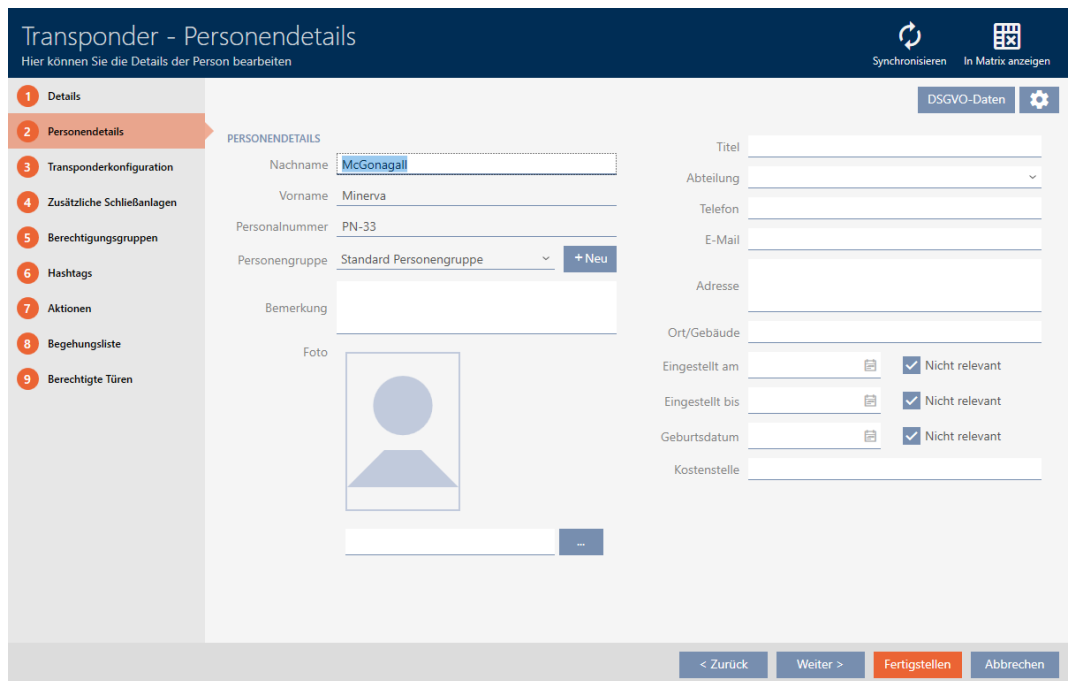 Transponder - Personendetails
Hier können Sie die Details der Person bearbeiten
Synchronisieren
In Matrix anzeigen
1 Details
2 Personendetails
3 Transponderkonfiguration
4 Zusätzliche Schließanlagen
5 Berechtigungsgruppen
6 Hashtags
7 Aktionen
8 Begehungsliste
9 Berechtigte Türen
DSGVO-Daten
PERSONENDETAILS
Nachname McGonagall
Vorname Minerva
Personalnummer PN-33
Personengruppe Standard Personengruppe + Neu
Bemerkung
Foto
...
Titel
Abteilung
Telefon
E-Mail
Adresse
Ort/Gebäude
Eingestellt am Nicht relevant
Eingestellt bis Nicht relevant
Geburtsdatum Nicht relevant
Kostenstelle
< Zurück Weiter > Fertigstellen Abbrechen